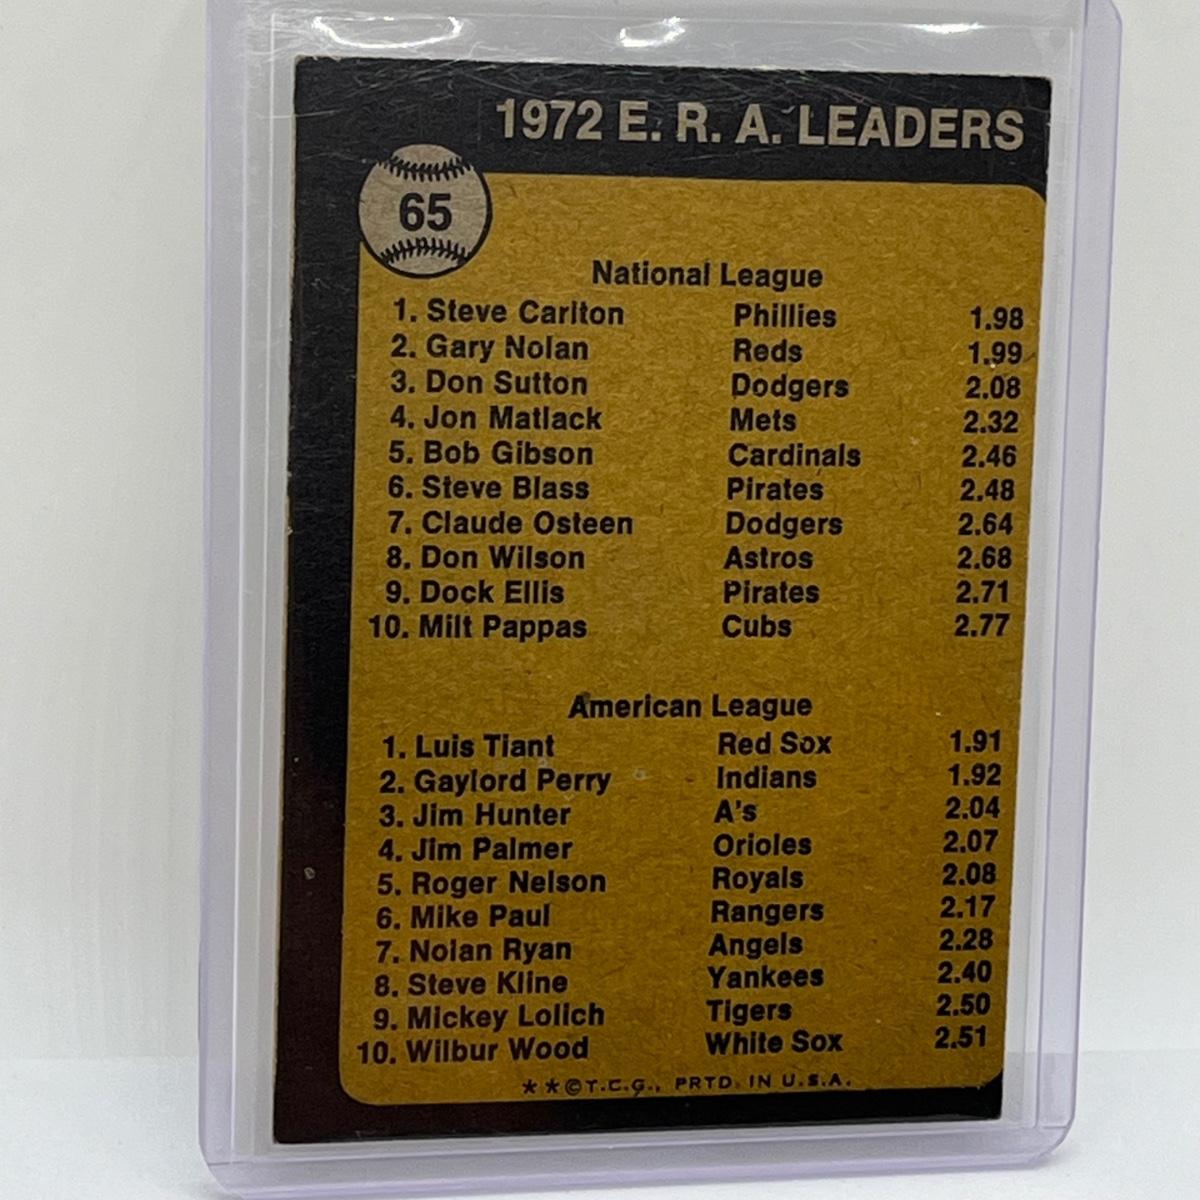 1972 E. R. A. LEADERS
65
National League
1. Steve Carlton Phillies 1.98
2. Gary Nolan Reds 1.99
3. Don Sutton Dodgers 2.08
4. Jon Matlack Mets 2.32
5. Bob Gibson Cardinals 2.46
6. Steve Blass Pirates 2.48
7. Claude Osteen Dodgers 2.64
8. Don Wilson Astros 2.68
9. Dock Ellis Pirates 2.71
10. Milt Pappas Cubs 2.77
American League
1. Luis Tiant Red Sox 1.91
2. Gaylord Perry Indians 1.92
3. Jim Hunter A's 2.04
4. Jim Palmer Orioles 2.07
5. Roger Nelson Royals 2.08
6. Mike Paul Rangers 2.17
7. Nolan Ryan Angels 2.28
8. Steve Kline Yankees 2.40
9. Mickey Lolich Tigers 2.50
10. Wilbur Wood White Sox 2.51
**©T.C.G., PRTD. IN U.S.A.